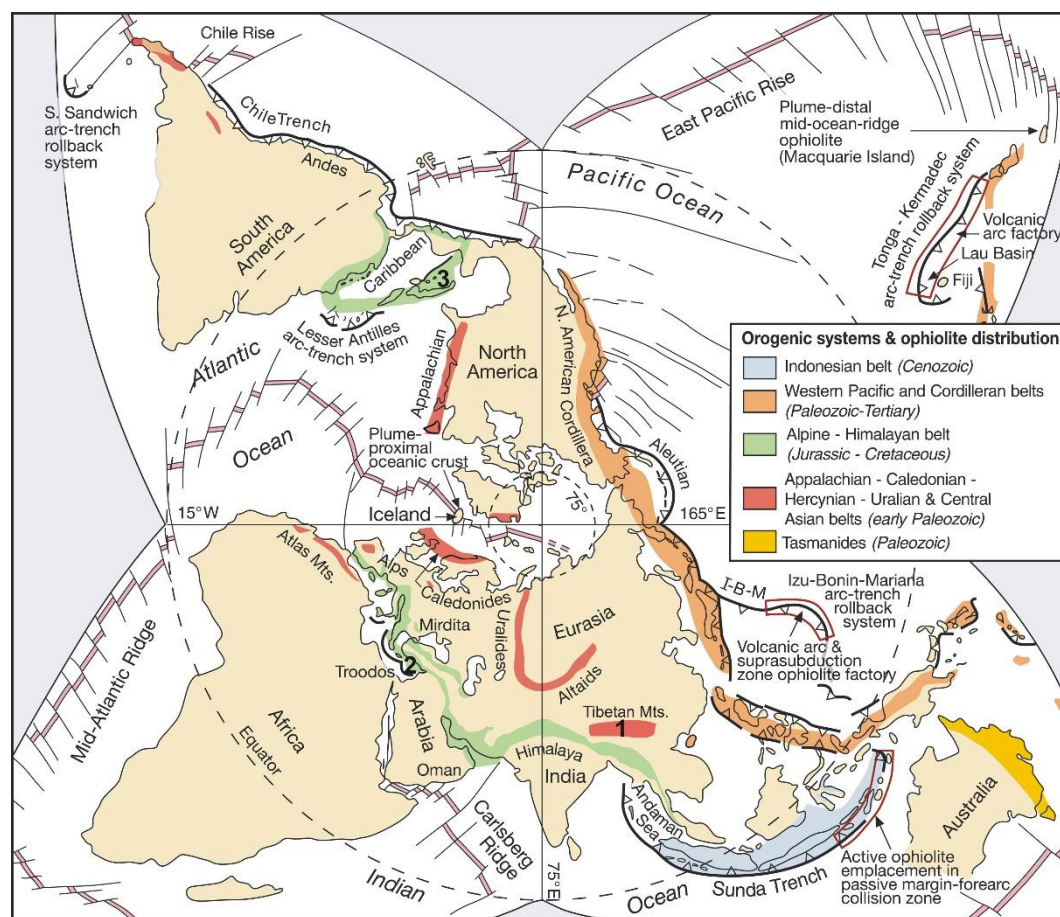 Chile Rise
S. Sandwich
arc-trench
rollback
system
Chile Trench
Andes
East Pacific Rise
Plume-distal
mid-ocean-ridge
ophiolite
(Macquarie Island)
Pacific Ocean
Tonga - Kermadec
arc-trench rollback system
Volcanic
arc factory
Lau Basin
Fiji
South
America
Caribbean
3
Lesser Antilles
arc-trench system
Atlantic
Ocean
Appalachian
North
America
N. American Cordillera
Aleutian
Plume-
proximal
oceanic crust
Iceland
75°
15°W
165°E
Orogenic systems & ophiolite distribution
Indonesian belt (Cenozoic)
Western Pacific and Cordilleran belts
(Paleozoic-Tertiary)
Alpine - Himalayan belt
(Jurassic - Cretaceous)
Appalachian - Caledonian -
Hercynian - Uralian & Central
Asian belts (early Paleozoic)
Tasmanides (Paleozoic)
Atlas Mts.
Alps
Caledonides
Mirdita
Uralidess
Eurasia
Altaids
I-B-M
Izu-Bonin-Mariana
arc-trench
rollback
system
Volcanic arc &
suprasubduction
zone ophiolite factory
Mid-Atlantic Ridge
Troodos
2
Africa
Equator
Arabia
Oman
Tibetan Mts.
1
Himalaya
India
Andaman
Sea
Australia
Carlsberg
Ridge
Indian
75°E
Ocean
Sunda Trench
Active ophiolite
emplacement in
passive margin-forearc
collision zone